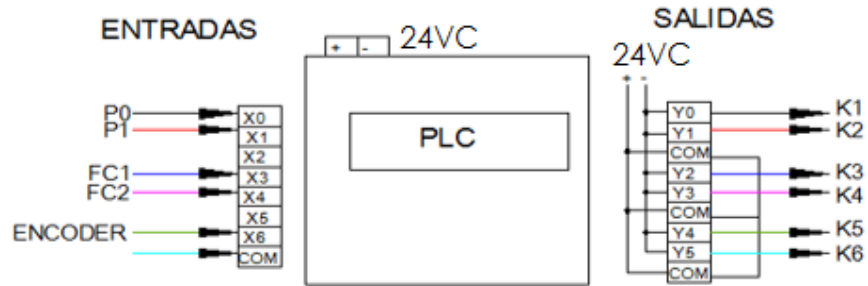 ENTRADAS
SALIDAS
+ - 24VC
24VC
+ -
PLC
P0
P1
FC1
FC2
ENCODER
X0
X1
X2
X3
X4
X5
X6
COM
Y0
Y1
COM
Y2
Y3
COM
Y4
Y5
COM
K1
K2
K3
K4
K5
K6